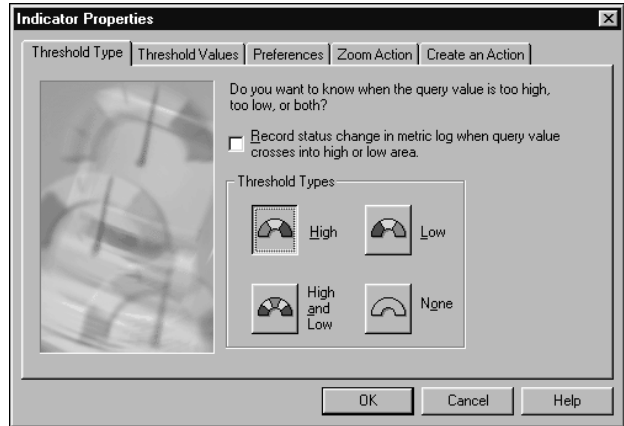 Indicator Properties
Threshold Type
Threshold Values
Preferences
Zoom Action
Create an Action
Do you want to know when the query value is too high,
too low, or both?
Record status change in metric log when query value
crosses into high or low area.
Threshold Types
High
Low
High
and
Low
None
OK
Cancel
Help